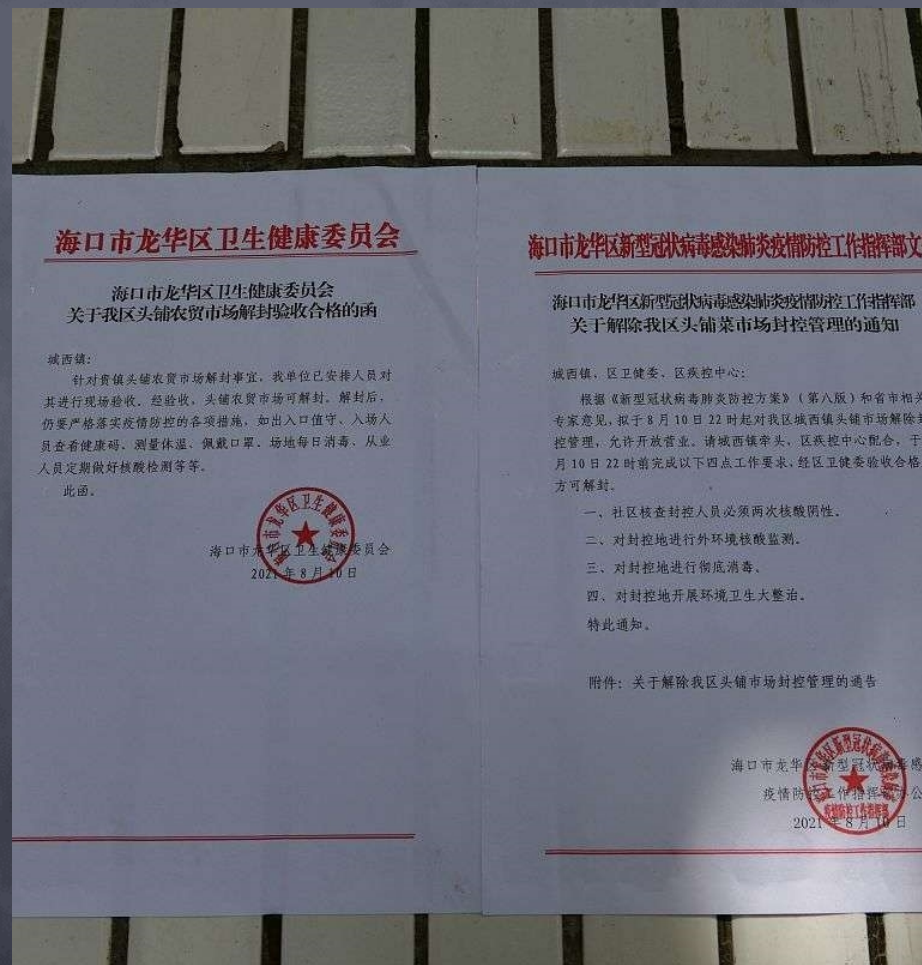 海口市龙华区卫生健康委员会
海口市龙华区卫生健康委员会
关于我区头铺农贸市场解封验收合格的函
城西镇:
针对贵镇头铺农贸市场解封事宜，我单位已安排人员对
其进行现场验收，经验收，头铺农贸市场可解封。解封后，
仍要严格落实疫情防控的各项措施，如出入口值守、入场人
员查看健康码、测量体温、佩戴口罩、场地每日消毒、从业
人员定期做好核酸检测等等。
此函。
海口市龙华区卫生健康委员会
2021年8月10日
海口市龙华区卫生健康委员会
海口市龙华区新型冠状病毒感染肺炎疫情防控工作指挥部文
海口市龙华区新型冠状病毒感染肺炎疫情防控工作指挥部
关于解除我区头铺菜市场封控管理的通知
城西镇、区卫健委、区疾控中心:
根据《新型冠状病毒肺炎防控方案》（第八版）和省市相关
专家意见，拟于8月10日22时起对我区城西镇头铺市场解除封
控管理，允许开放营业。请城西镇牵头、区疾控中心配合，于
月10日22时前完成以下四点工作要求，经区卫健委验收合格
方可解封。
一、社区核查封控人员必须两次核酸阴性。
二、对封控地进行外环境核酸监测。
三、对封控地进行彻底消毒。
四、对封控地开展环境卫生大整治。
特此通知。
附件：关于解除我区头铺市场封控管理的通告
海口市龙华区新型冠状病毒感
疫情防控工作指挥部办公
2021年8月10日